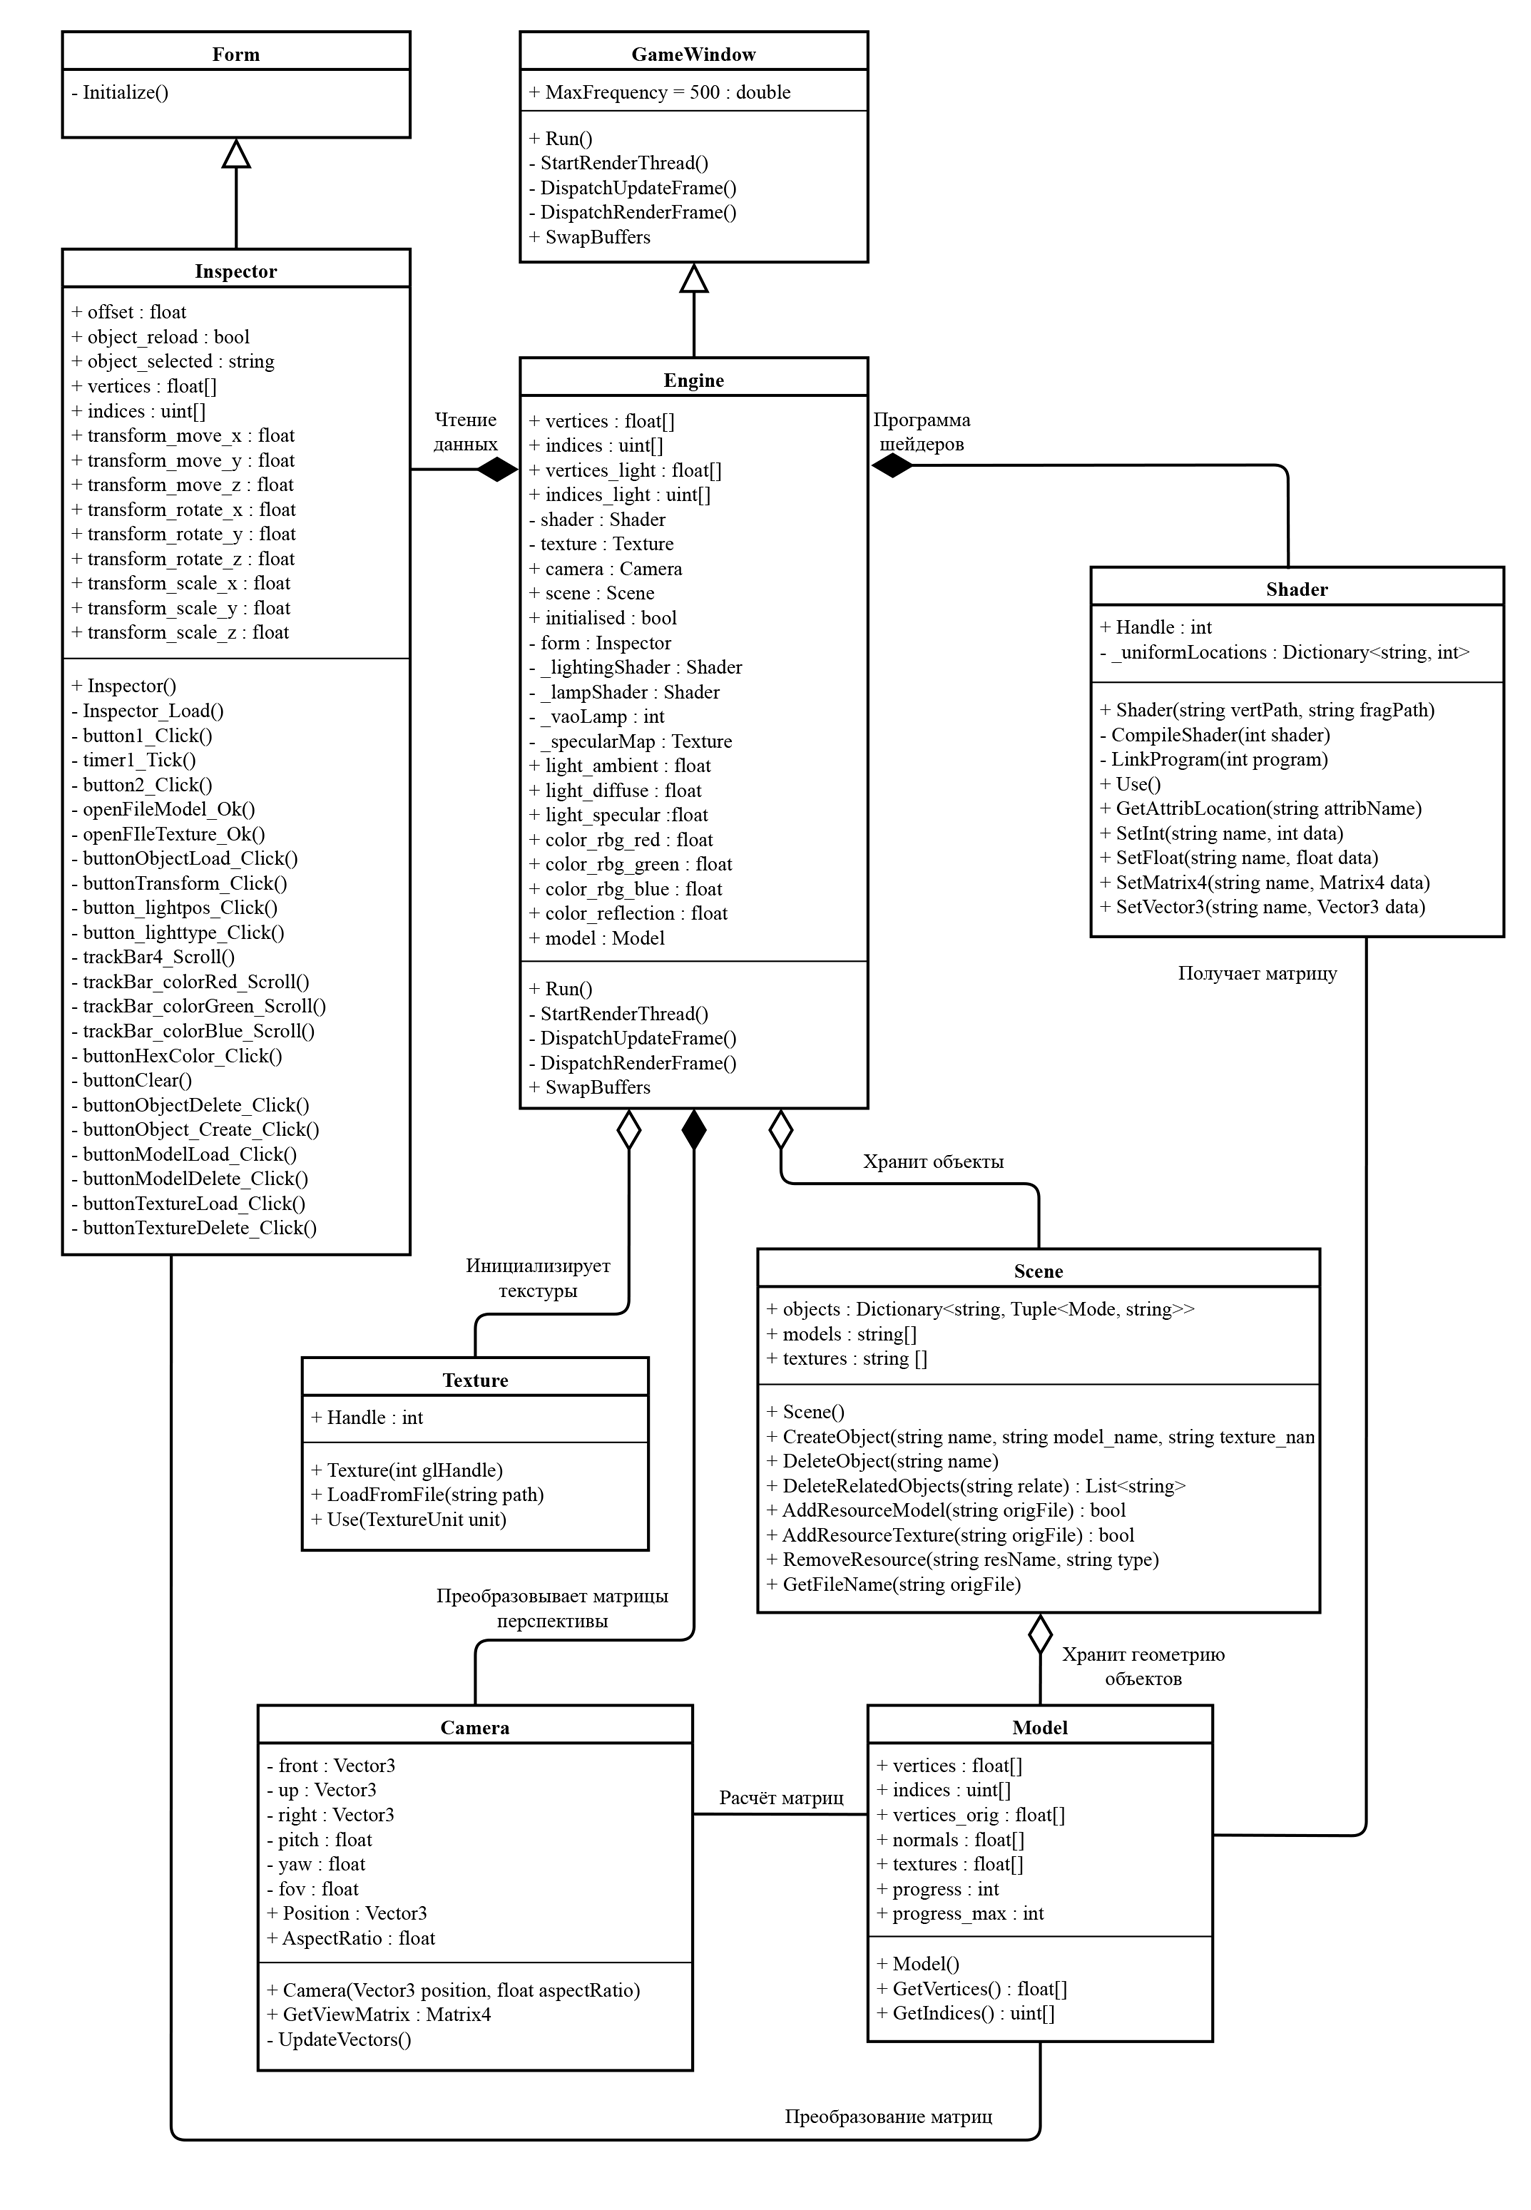 Form
- Initialize()
GameWindow
+ MaxFrequency = 500 : double
+ Run()
- StartRenderThread()
- DispatchUpdateFrame()
- DispatchRenderFrame()
+ SwapBuffers
Inspector
+ offset : float
+ object_reload : bool
+ object_selected : string
+ vertices : float[]
+ indices : uint[]
+ transform_move_x : float
+ transform_move_y : float
+ transform_move_z : float
+ transform_rotate_x : float
+ transform_rotate_y : float
+ transform_rotate_z : float
+ transform_scale_x : float
+ transform_scale_y : float
+ transform_scale_z : float
+ Inspector()
- Inspector_Load()
- button1_Click()
- timer1_Tick()
- button2_Click()
- openFileModel_Ok()
- openFIleTexture_Ok()
- buttonObjectLoad_Click()
- buttonTransform_Click()
- button_lightpos_Click()
- button_lighttype_Click()
- trackBar4_Scroll()
- trackBar_colorRed_Scroll()
- trackBar_colorGreen_Scroll()
- trackBar_colorBlue_Scroll()
- buttonHexColor_Click()
- buttonClear()
- buttonObjectDelete_Click()
- buttonObject_Create_Click()
- buttonModelLoad_Click()
- buttonModelDelete_Click()
- buttonTextureLoad_Click()
- buttonTextureDelete_Click()
Чтение
данных
Engine
+ vertices : float[]
+ indices : uint[]
+ vertices_light : float[]
+ indices_light : uint[]
- shader : Shader
- texture : Texture
+ camera : Camera
+ scene : Scene
+ initialised : bool
- form : Inspector
- _lightingShader : Shader
- _lampShader : Shader
- _vaoLamp : int
- _specularMap : Texture
+ light_ambient : float
+ light_diffuse : float
+ light_specular :float
+ color_rbg_red : float
+ color_rbg_green : float
+ color_rbg_blue : float
+ color_reflection : float
+ model : Model
+ Run()
- StartRenderThread()
- DispatchUpdateFrame()
- DispatchRenderFrame()
+ SwapBuffers
Программа
шейдеров
Shader
+ Handle : int
- _uniformLocations : Dictionary<string, int>
+ Shader(string vertPath, string fragPath)
- CompileShader(int shader)
- LinkProgram(int program)
+ Use()
+ GetAttribLocation(string attribName)
+ SetInt(string name, int data)
+ SetFloat(string name, float data)
+ SetMatrix4(string name, Matrix4 data)
+ SetVector3(string name, Vector3 data)
Получает матрицу
Хранит объекты
Инициализирует
текстуры
Scene
+ objects : Dictionary<string, Tuple<Mode, string>>
+ models : string[]
+ textures : string []
+ Scene()
+ CreateObject(string name, string model_name, string texture_nan
+ DeleteObject(string name)
+ DeleteRelatedObjects(string relate) : List<string>
+ AddResourceModel(string origFile) : bool
+ AddResourceTexture(string origFile) : bool
+ RemoveResource(string resName, string type)
+ GetFileName(string origFile)
Texture
+ Handle : int
+ Texture(int glHandle)
+ LoadFromFile(string path)
+ Use(TextureUnit unit)
Преобразовывает матрицы
перспективы
Хранит геометрию
объектов
Camera
- front : Vector3
- up : Vector3
- right : Vector3
- pitch : float
- yaw : float
- fov : float
+ Position : Vector3
+ AspectRatio : float
+ Camera(Vector3 position, float aspectRatio)
+ GetViewMatrix : Matrix4
- UpdateVectors()
Расчёт матриц
Model
+ vertices : float[]
+ indices : uint[]
+ vertices_orig : float[]
+ normals : float[]
+ textures : float[]
+ progress : int
+ progress_max : int
+ Model()
+ GetVertices() : float[]
+ GetIndices() : uint[]
Преобразование матриц